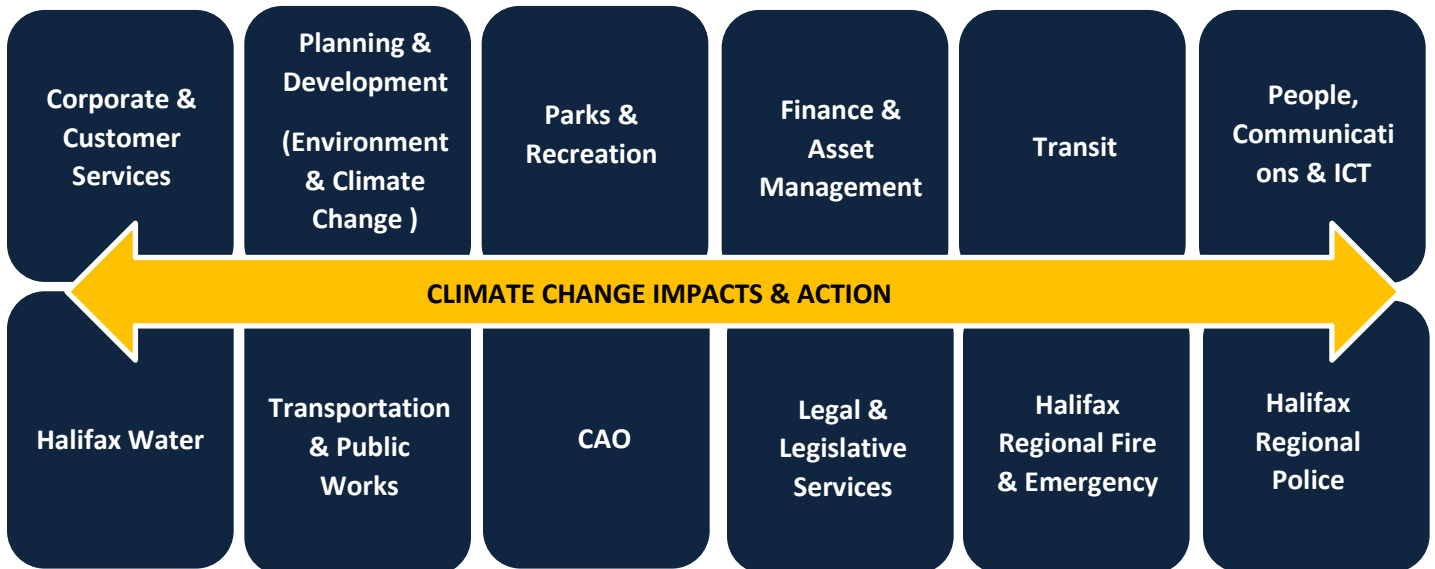 Corporate &
Customer
Services
Planning &
Development
(Environment
& Climate
Change )
Parks &
Recreation
Finance &
Asset
Management
Transit
People,
Communicati
ons & ICT
CLIMATE CHANGE IMPACTS & ACTION
Halifax Water
Transportation
& Public
Works
CAO
Legal &
Legislative
Services
Halifax
Regional Fire
& Emergency
Halifax
Regional
Police